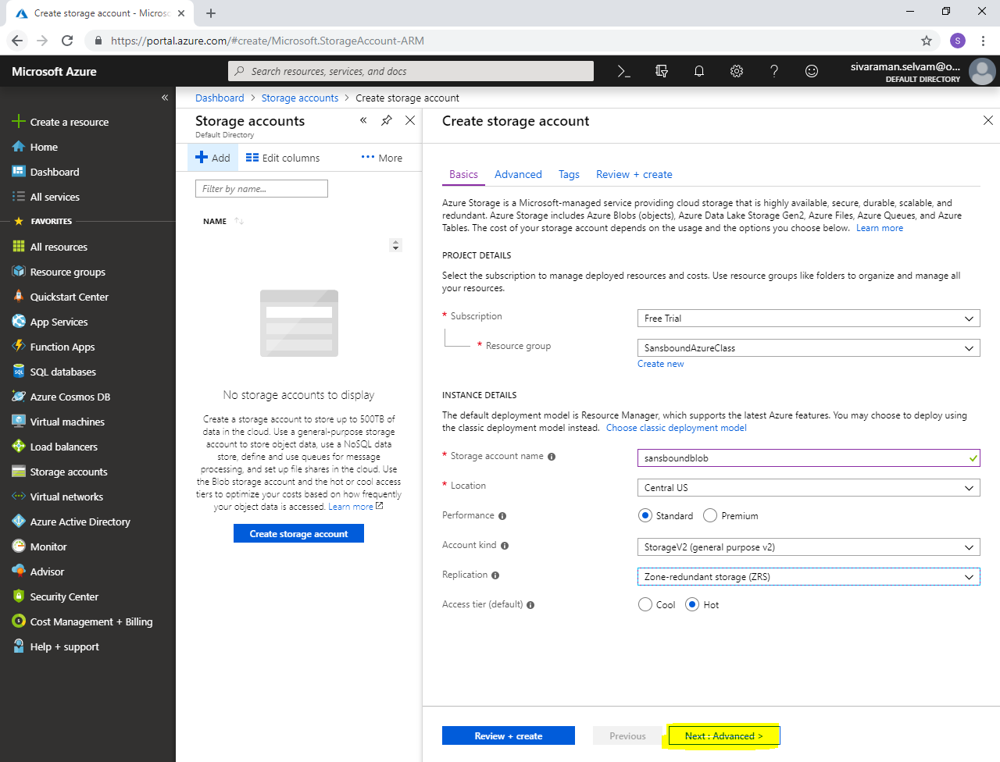 Create storage account - Micros
https://portal.azure.com/#create/Microsoft.StorageAccount-ARM
S
Microsoft Azure
Search resources, services, and docs
sivaraman.selvam@o...
DEFAULT DIRECTORY
Create a resource
Home
Dashboard
All services
FAVORITES
All resources
Resource groups
Quickstart Center
App Services
Function Apps
SQL databases
Azure Cosmos DB
Virtual machines
Load balancers
Storage accounts
Virtual networks
Azure Active Directory
Monitor
Advisor
Security Center
Cost Management + Billing
Help + support
Dashboard > Storage accounts > Create storage account
Storage accounts
Default Directory
Add
Edit columns
More
Filter by name...
NAME
No storage accounts to display
Create a storage account to store up to 500TB of
data in the cloud. Use a general-purpose storage
account to store object data, use a NoSQL data
store, define and use queues for message
processing, and set up file shares in the cloud. Use
the Blob storage account and the hot or cool access
tiers to optimize your costs based on how frequently
your object data is accessed. Learn more
Create storage account
Create storage account
Basics Advanced Tags Review + create
Azure Storage is a Microsoft-managed service providing cloud storage that is highly available, secure, durable, scalable, and
redundant. Azure Storage includes Azure Blobs (objects), Azure Data Lake Storage Gen2, Azure Files, Azure Queues, and Azure
Tables. The cost of your storage account depends on the usage and the options you choose below. Learn more
PROJECT DETAILS
Select the subscription to manage deployed resources and costs. Use resource groups like folders to organize and manage all
your resources.
* Subscription
Free Trial
* Resource group
SansboundAzureClass
Create new
INSTANCE DETAILS
The default deployment model is Resource Manager, which supports the latest Azure features. You may choose to deploy using
the classic deployment model instead. Choose classic deployment model
* Storage account name
sansboundblob
* Location
Central US
Performance
Standard Premium
Account kind
StorageV2 (general purpose v2)
Replication
Zone-redundant storage (ZRS)
Access tier (default)
Cool Hot
Review + create
Previous
Next : Advanced >